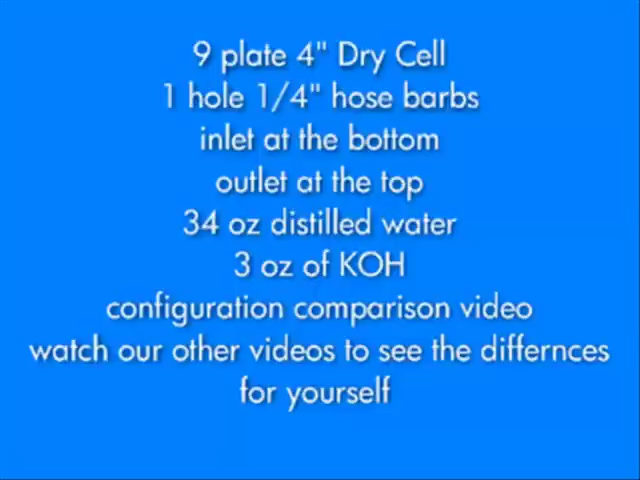 9 plate 4" Dry Cell
1 hole 1/4" hose barbs
inlet at the bottom
outlet at the top
34 oz distilled water
3 oz of KOH
configuration comparison video
watch our other videos to see the differnces
for yourself